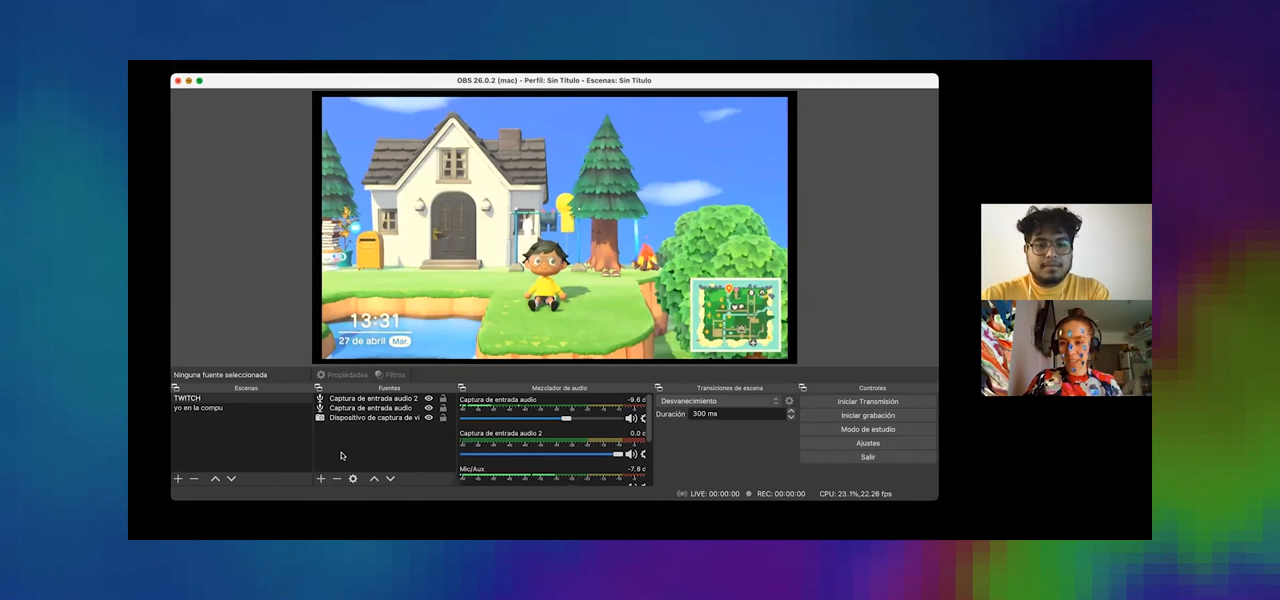 OBS 26.0.2 (mac) - Perfil: Sin Título - Escenas: Sin Título
13:31
27 de abril Mar.
Ninguna fuente seleccionada
Propiedades Filtros
Escenas
TWITCH
yo en la compu
Fuentes
Captura de entrada audio 2
Captura de entrada audio
Dispositivo de captura de vi
Mezclador de audio
Captura de entrada audio -9.6 d
Captura de entrada audio 2 0.0 d
Mic/Aux -7.8 d
Transiciones de escena
Desvanecimiento
Duración 300 ms
Controles
Iniciar Transmisión
Iniciar grabación
Modo de estudio
Ajustes
Salir
LIVE: 00:00:00 REC: 00:00:00 CPU: 23.1%,22.26 fps